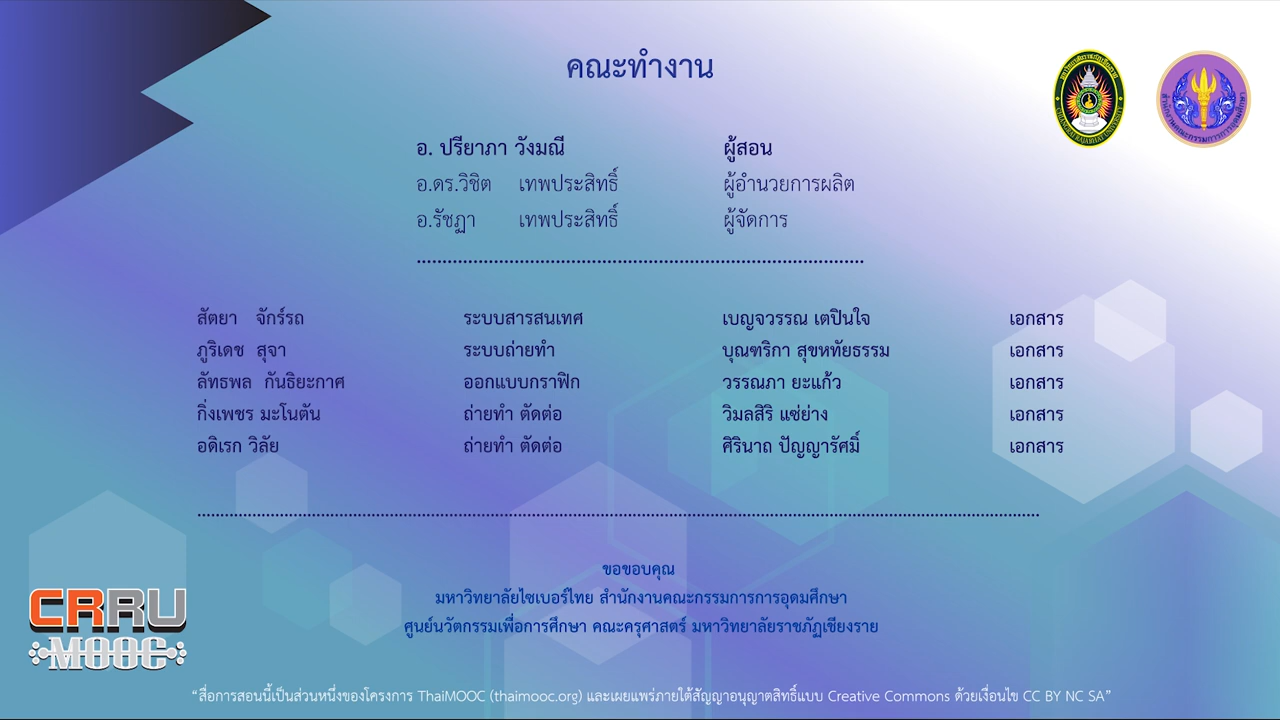 คณะทำงาน
อ. ปรียาภา วังมณี ผู้สอน
อ.ดร.วิชิต เทพประสิทธิ์ ผู้อำนวยการผลิต
อ.รัชฎา เทพประสิทธิ์ ผู้จัดการ
สัตยา จักร์รถ ระบบสารสนเทศ เบญจวรรณ เตปินใจ เอกสาร
ภูริเดช สุจา ระบบถ่ายทำ บุณฑริกา สุขหทัยธรรม เอกสาร
ลัทธพล กันธิยะกาศ ออกแบบกราฟิก วรรณภา ยะแก้ว เอกสาร
กิ่งเพชร มะโนตัน ถ่ายทำ ตัดต่อ วิมลสิริ แซ่ย่าง เอกสาร
อดิเรก วิลัย ถ่ายทำ ตัดต่อ ศิรินาถ ปัญญารัศมิ์ เอกสาร
ขอขอบคุณ
มหาวิทยาลัยไซเบอร์ไทย สำนักงานคณะกรรมการการอุดมศึกษา
ศูนย์นวัตกรรมเพื่อการศึกษา คณะครุศาสตร์ มหาวิทยาลัยราชภัฏเชียงราย
CRRU
MOOC
“สื่อการสอนนี้เป็นส่วนหนึ่งของโครงการ ThaiMOOC (thaimooc.org) และเผยแพร่ภายใต้สัญญาอนุญาตสิทธิ์แบบ Creative Commons ด้วยเงื่อนไข CC BY NC SA”